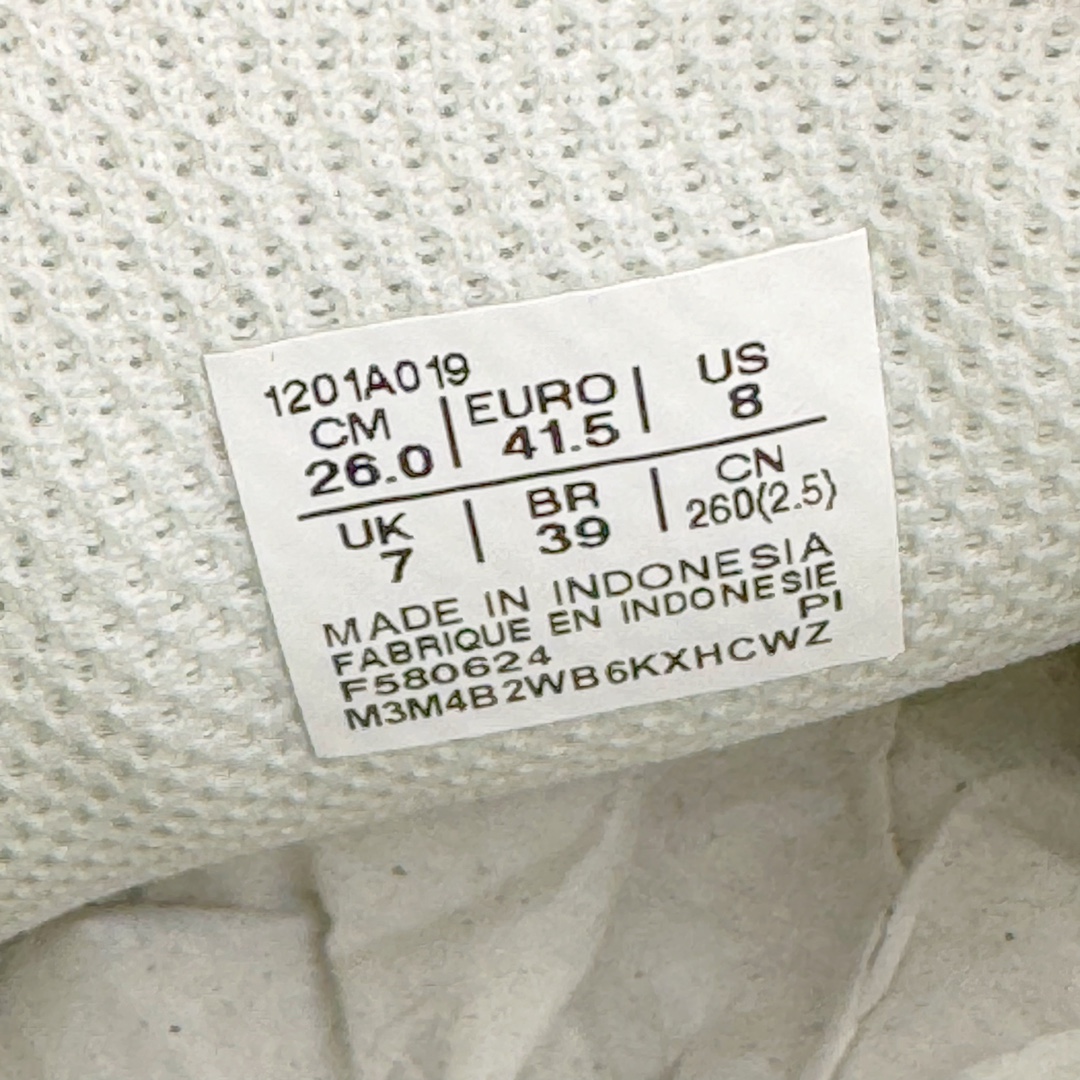 1201A019
CM | EURO | US
26.0 | 41.5 | 8
UK | BR | CN
7 | 39 | 260(2.5)
MADE IN INDONESIA
FABRIQUE EN INDONESIE
PI
F580624
M3M4B2WB6KXHCWZ